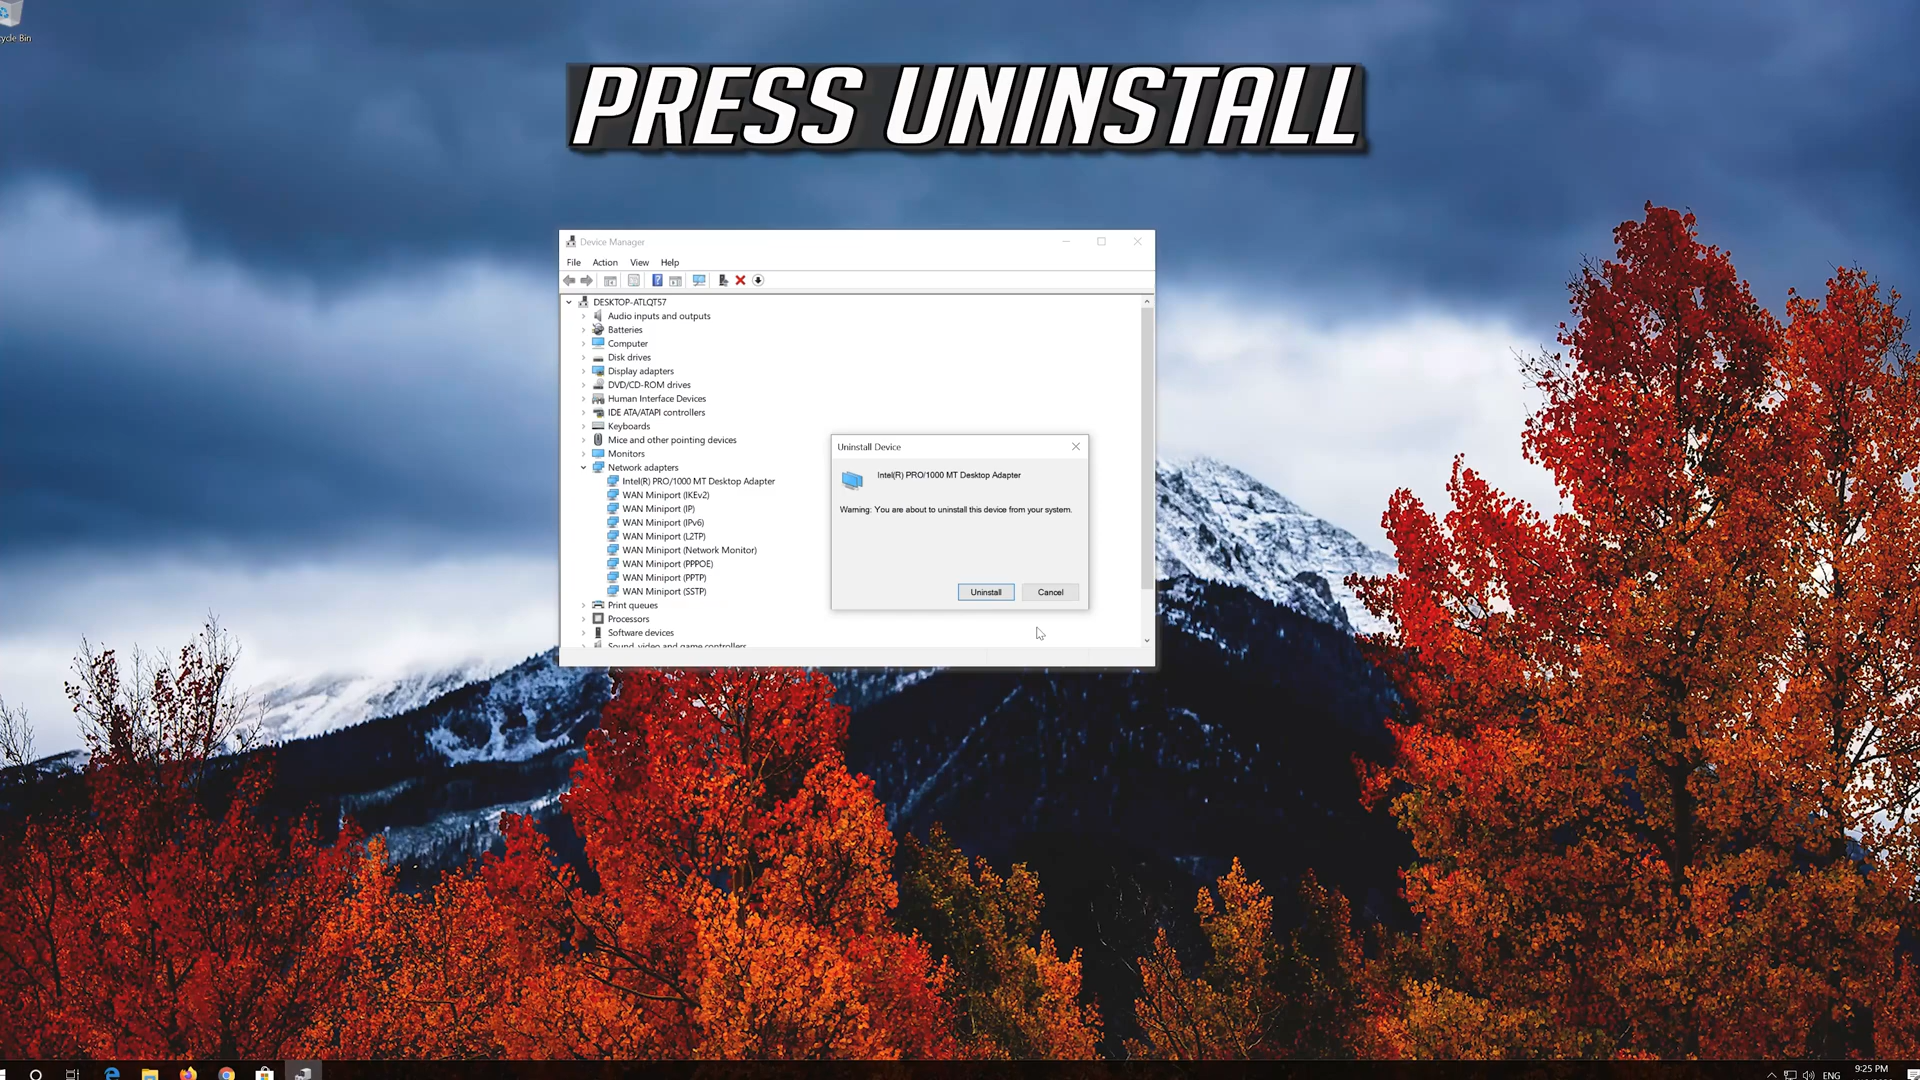 cycle Bin
PRESS UNINSTALL
Device Manager
File Action View Help
DESKTOP-ATLQT57
Audio inputs and outputs
Batteries
Computer
Disk drives
Display adapters
DVD/CD-ROM drives
Human Interface Devices
IDE ATA/ATAPI controllers
Keyboards
Mice and other pointing devices
Monitors
Network adapters
Intel(R) PRO/1000 MT Desktop Adapter
WAN Miniport (IKEv2)
WAN Miniport (IP)
WAN Miniport (IPv6)
WAN Miniport (L2TP)
WAN Miniport (Network Monitor)
WAN Miniport (PPPOE)
WAN Miniport (PPTP)
WAN Miniport (SSTP)
Print queues
Processors
Software devices
Sound, video and game controllers
Uninstall Device
Intel(R) PRO/1000 MT Desktop Adapter
Warning: You are about to uninstall this device from your system.
Uninstall Cancel
ENG
9:25 PM